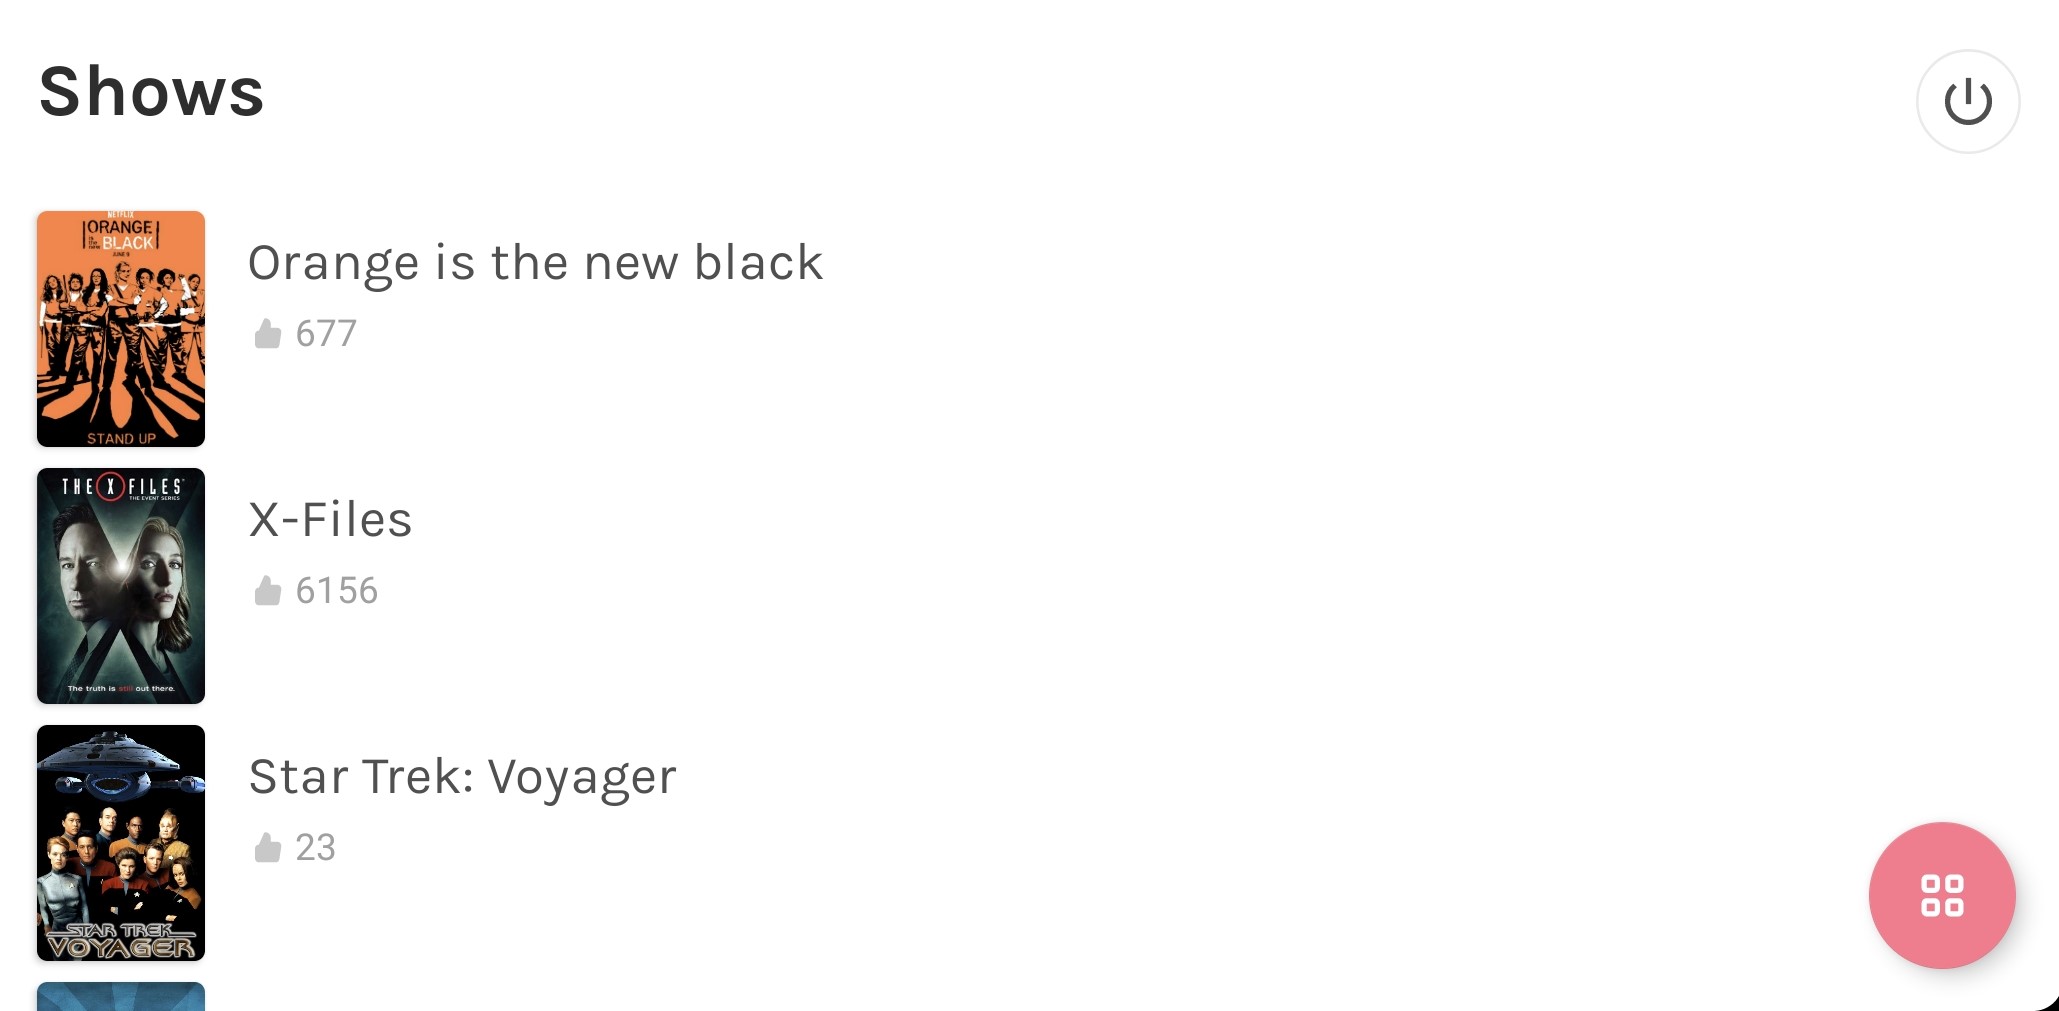 Shows
NETFLIX
ORANGE
is the new
BLACK
JUNE 9
STAND UP
Orange is the new black
677
THE X FILES
THE EVENT SERIES
The truth is still out there.
X-Files
6156
STAR TREK
VOYAGER
Star Trek: Voyager
23